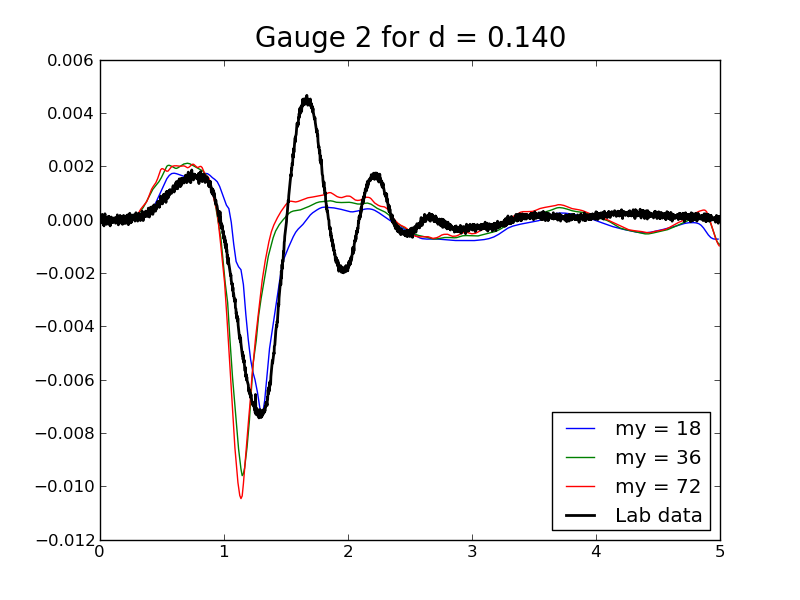 Gauge 2 for d = 0.140
0.006
0.004
0.002
0.000
−0.002
−0.004
−0.006
−0.008
−0.010
−0.012
0 1 2 3 4 5
my = 18
my = 36
my = 72
Lab data